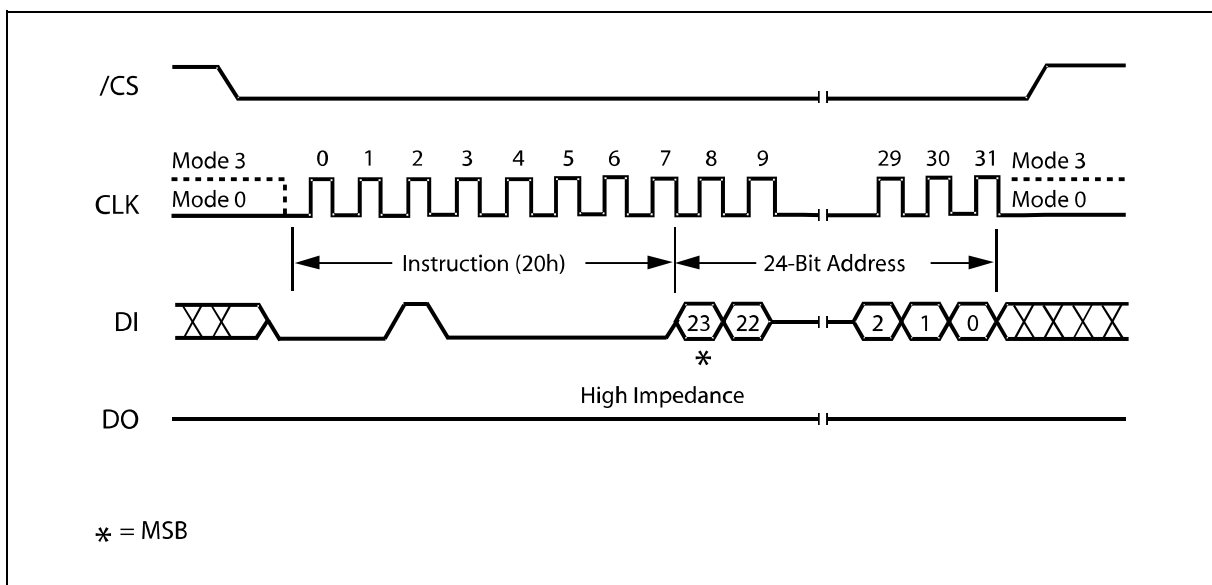 /CS
Mode 3 0 1 2 3 4 5 6 7 8 9 29 30 31 Mode 3
CLK Mode 0 Mode 0
Instruction (20h) 24-Bit Address
DI 23 22 2 1 0
*
High Impedance
DO
* = MSB